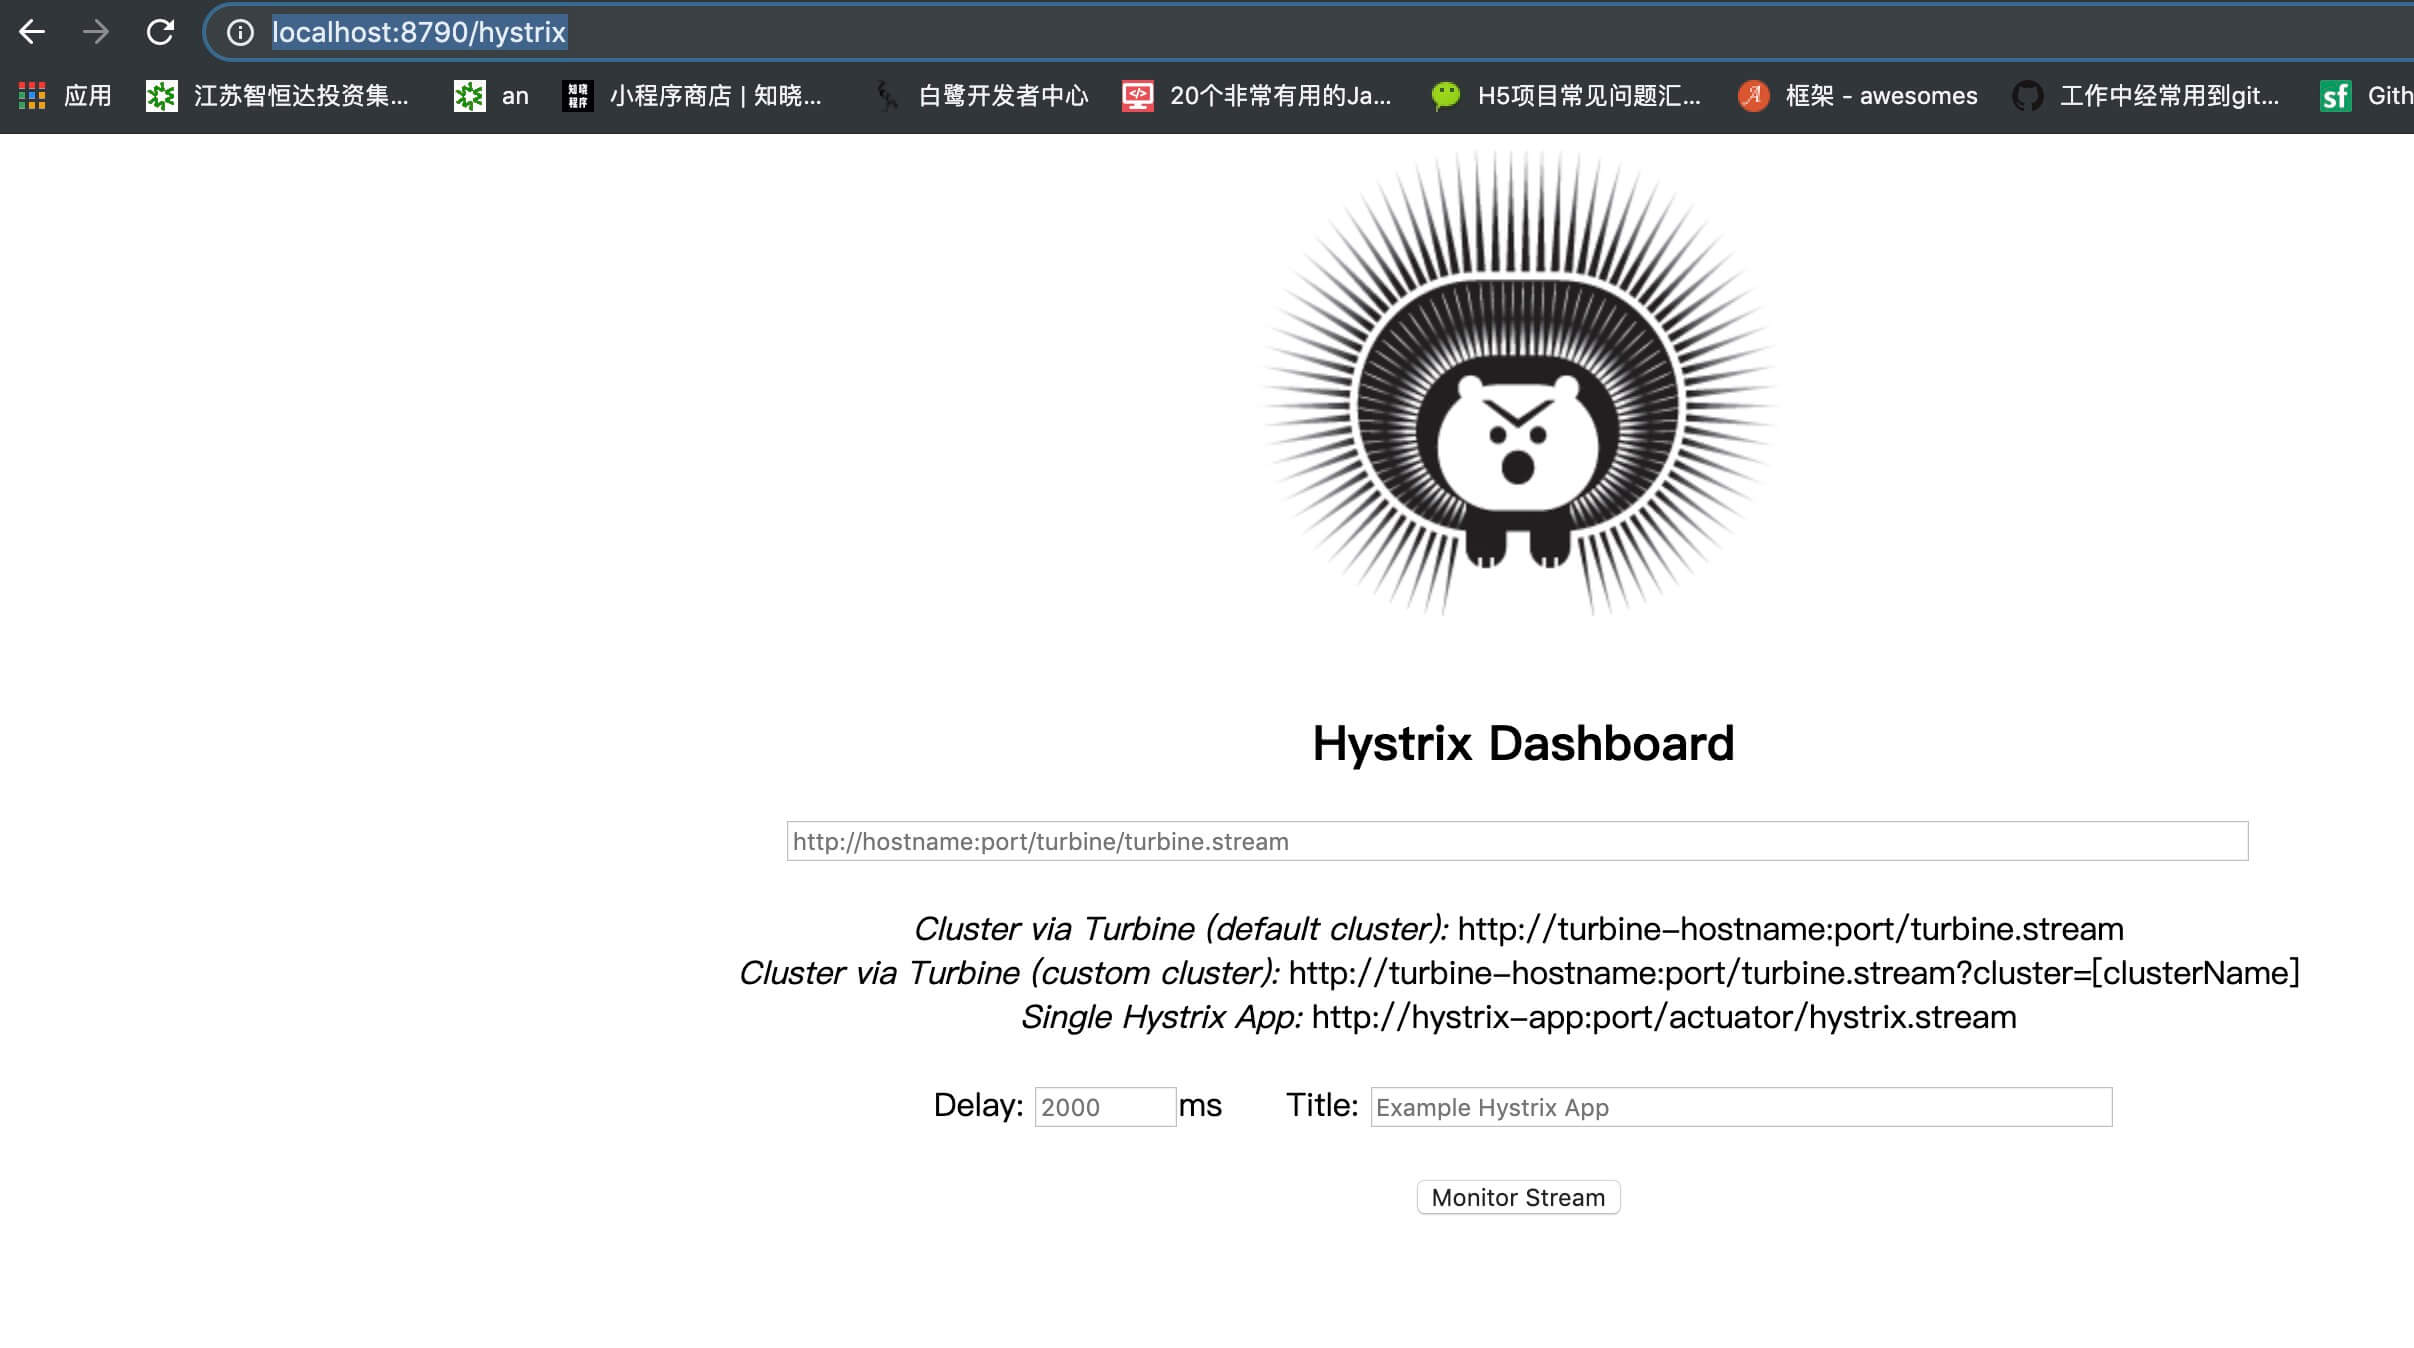 localhost:8790/hystrix
应用 江苏智恒达投资集... an 知晓程序 小程序商店 | 知晓... 白鹭开发者中心 20个非常有用的Ja... H5项目常见问题汇... 框架 - awesomes 工作中经常用到git... sf Gith
Hystrix Dashboard
http://hostname:port/turbine/turbine.stream
Cluster via Turbine (default cluster): http://turbine-hostname:port/turbine.stream
Cluster via Turbine (custom cluster): http://turbine-hostname:port/turbine.stream?cluster=[clusterName]
Single Hystrix App: http://hystrix-app:port/actuator/hystrix.stream
Delay: 2000 ms Title: Example Hystrix App
Monitor Stream